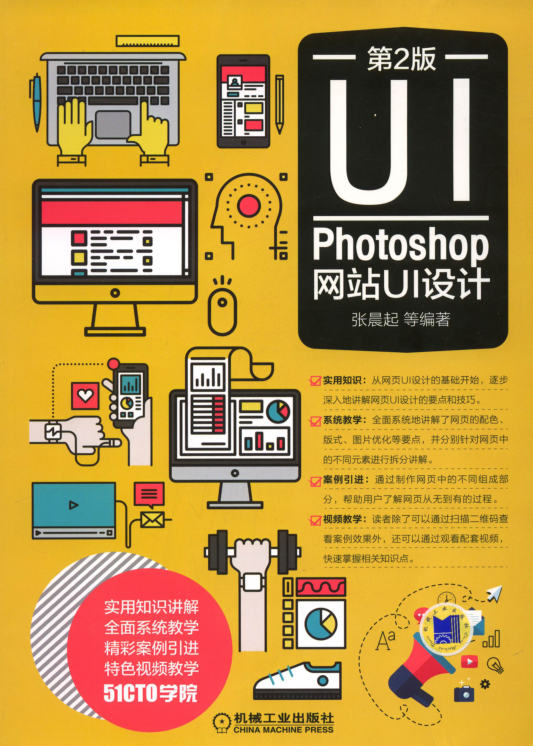 第2版
UI
Photoshop
网站UI设计
张晨起 等编著
实用知识：从网页UI设计的基础开始，逐步
深入地讲解网页UI设计的要点和技巧。
系统教学：全面系统地讲解了网页的配色、
版式、图片优化等要点，并分别针对网页中
的不同元素进行拆分讲解。
案例引进：通过制作网页中的不同组成部
分，帮助用户了解网页从无到有的过程。
视频教学：读者除了可以通过扫描二维码查
看案例效果外，还可以通过观看配套视频，
快速掌握相关知识点。
Aa
实用知识讲解
全面系统教学
精彩案例引进
特色视频教学
51CTO学院
机械工业出版社
CHINA MACHINE PRESS